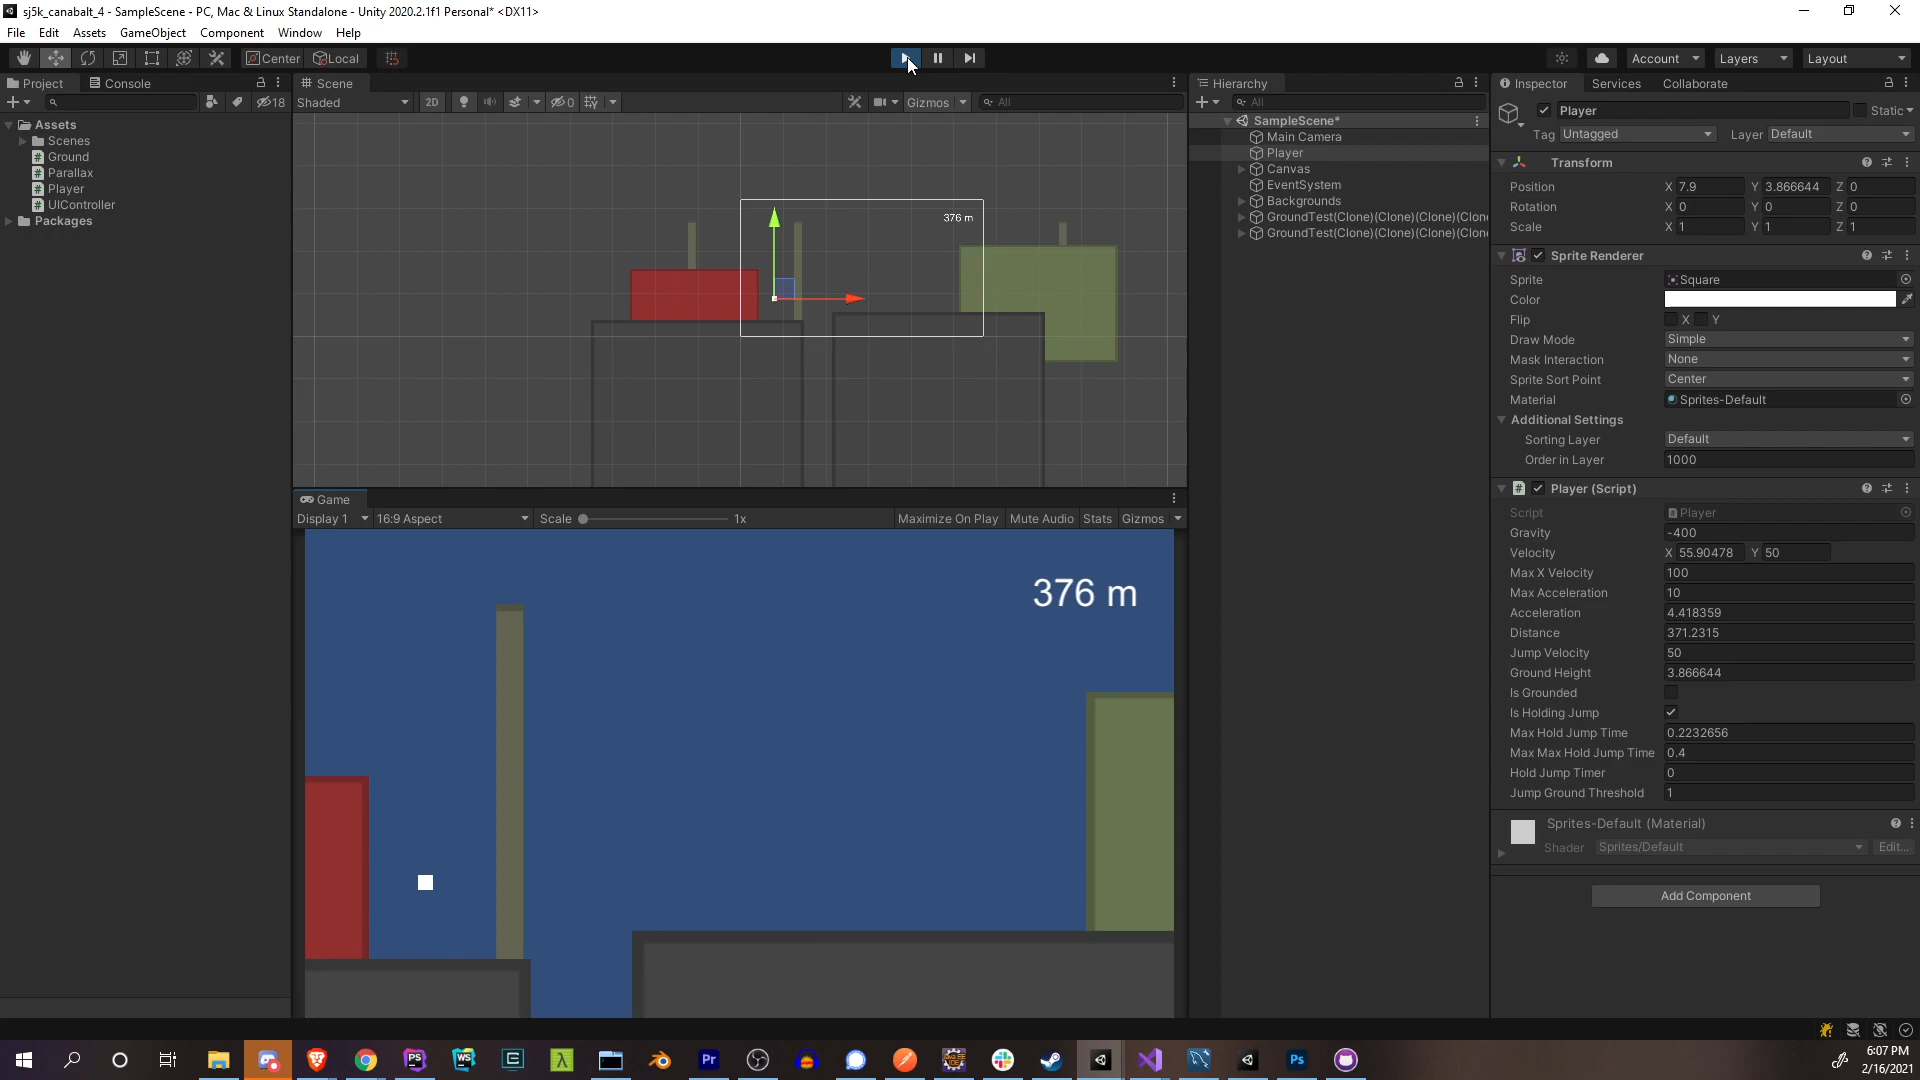 sj5k_canabalt_4 - SampleScene - PC, Mac & Linux Standalone - Unity 2020.2.1f1 Personal* <DX11>
File Edit Assets GameObject Component Window Help
Center Local Account Layers Layout
Project Console
18
Assets
Scenes
Ground
Parallax
Player
UIController
Packages
Scene
Shaded 2D 0 Gizmos All
376 m
Game
Display 1 16:9 Aspect Scale 1x Maximize On Play Mute Audio Stats Gizmos
376 m
Hierarchy
All
SampleScene*
Main Camera
Player
Canvas
EventSystem
Backgrounds
GroundTest(Clone)(Clone)(Clone)(Clon
GroundTest(Clone)(Clone)(Clone)(Clon
Inspector Services Collaborate
Player Static
Tag Untagged Layer Default
Transform
Position X 7.9 Y 3.866644 Z 0
Rotation X 0 Y 0 Z 0
Scale X 1 Y 1 Z 1
Sprite Renderer
Sprite Square
Color
Flip X Y
Draw Mode Simple
Mask Interaction None
Sprite Sort Point Center
Material Sprites-Default
Additional Settings
Sorting Layer Default
Order in Layer 1000
Player (Script)
Script Player
Gravity -400
Velocity X 55.90478 Y 50
Max X Velocity 100
Max Acceleration 10
Acceleration 4.418359
Distance 371.2315
Jump Velocity 50
Ground Height 3.866644
Is Grounded
Is Holding Jump
Max Hold Jump Time 0.2232656
Max Max Hold Jump Time 0.4
Hold Jump Timer 0
Jump Ground Threshold 1
Sprites-Default (Material)
Shader Sprites/Default Edit...
Add Component
PS WS Pr Ps
6:07 PM
2/16/2021